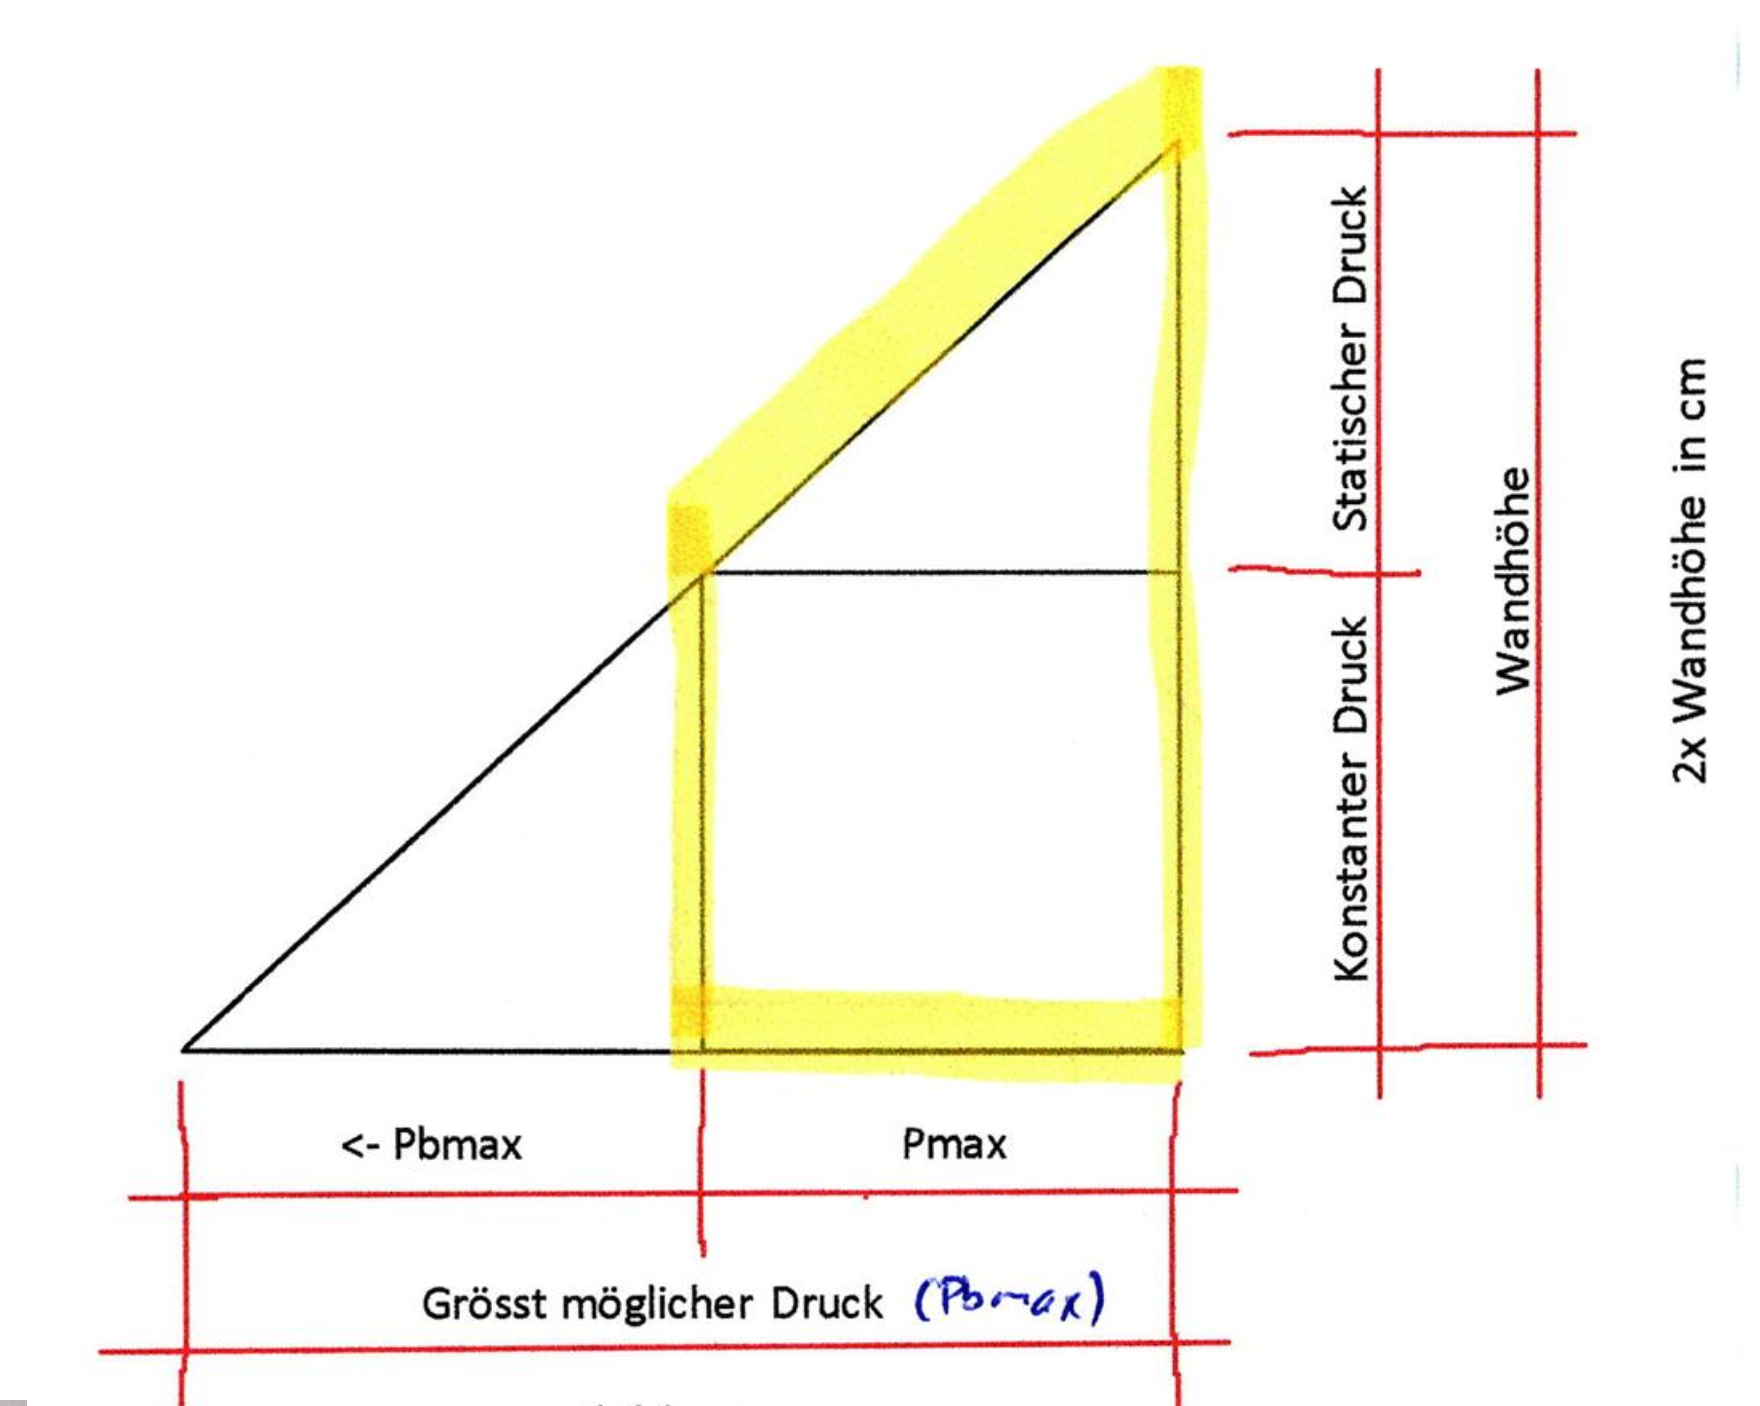 Statischer Druck
Konstanter Druck
Wandhöhe
2x Wandhöhe in cm
<- Pbmax
Pmax
Grösst möglicher Druck (Pbmax)